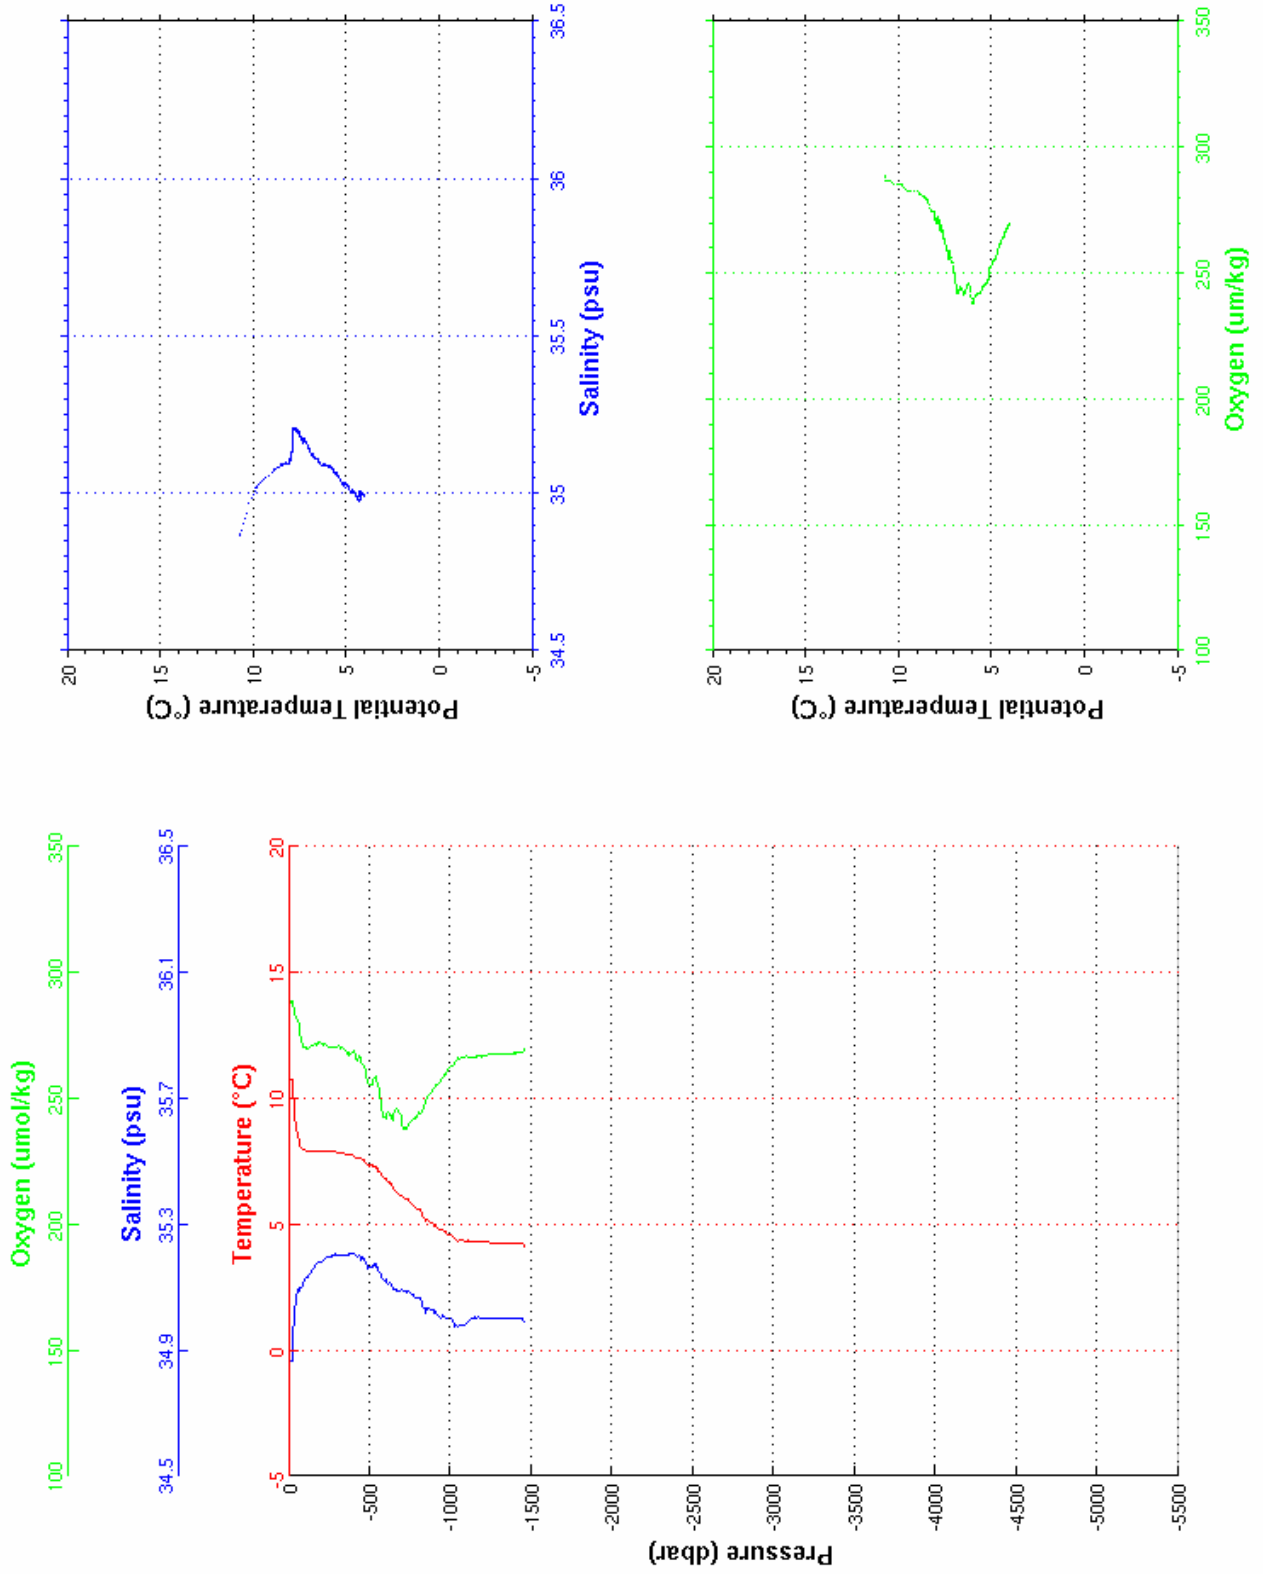 Oxygen (umol/kg)
100 150 200 250 300 350
Salinity (psu)
34.5 34.9 35.3 35.7 36.1 36.5
Temperature (°C)
-5 0 5 10 15 20
0
-500
-1000
-1500
-2000
-2500
-3000
-3500
-4000
-4500
-5000
-5500
Pressure (dbar)
20
15
10
5
0
-5
Potential Temperature (°C)
34.5 35 35.5 36 36.5
Salinity (psu)
20
15
10
5
0
-5
Potential Temperature (°C)
100 150 200 250 300 350
Oxygen (um/kg)